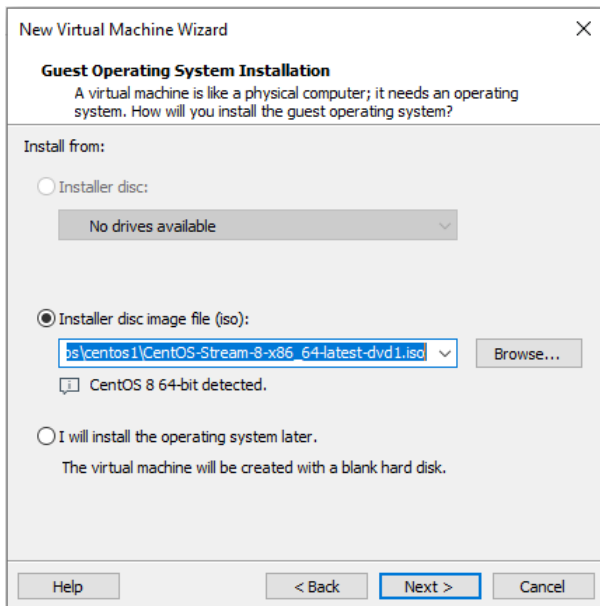 New Virtual Machine Wizard
Guest Operating System Installation
A virtual machine is like a physical computer; it needs an operating
system. How will you install the guest operating system?
Install from:
Installer disc:
No drives available
Installer disc image file (iso):
os\centos1\CentOS-Stream-8-x86_64-latest-dvd1.iso
Browse...
CentOS 8 64-bit detected.
I will install the operating system later.
The virtual machine will be created with a blank hard disk.
Help
< Back
Next >
Cancel